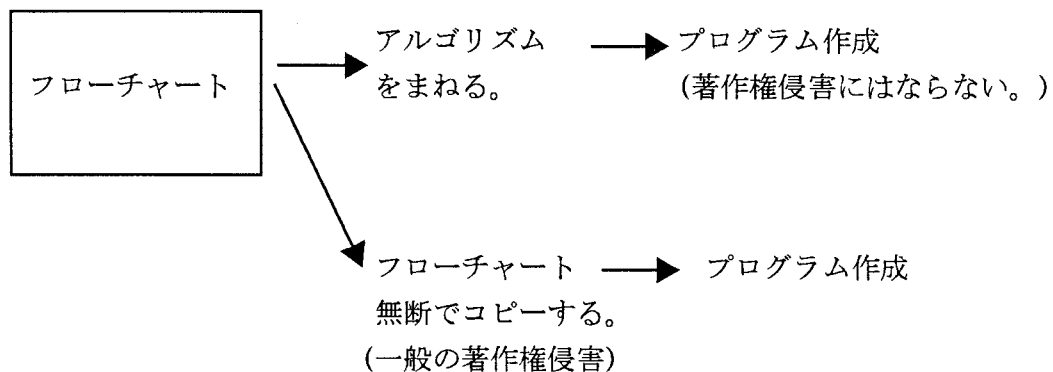 フローチャート
アルゴリズム
をまねる。
プログラム作成
(著作権侵害にはならない。)
フローチャート
無断でコピーする。
(一般の著作権侵害)
プログラム作成